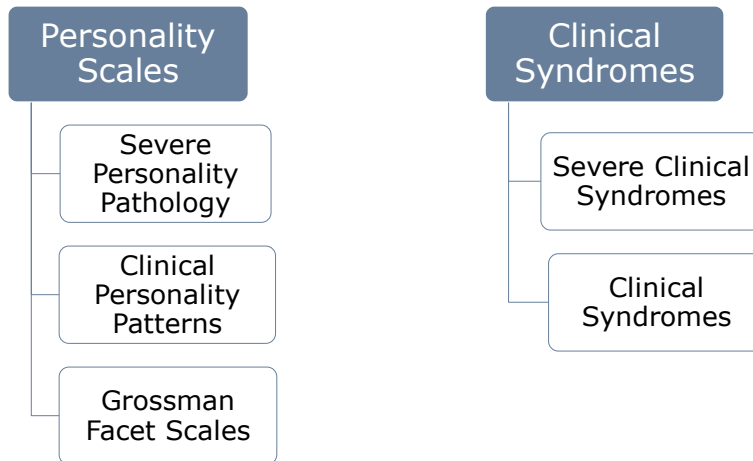 Personality
Scales
Severe
Personality
Pathology
Clinical
Personality
Patterns
Grossman
Facet Scales
Clinical
Syndromes
Severe Clinical
Syndromes
Clinical
Syndromes